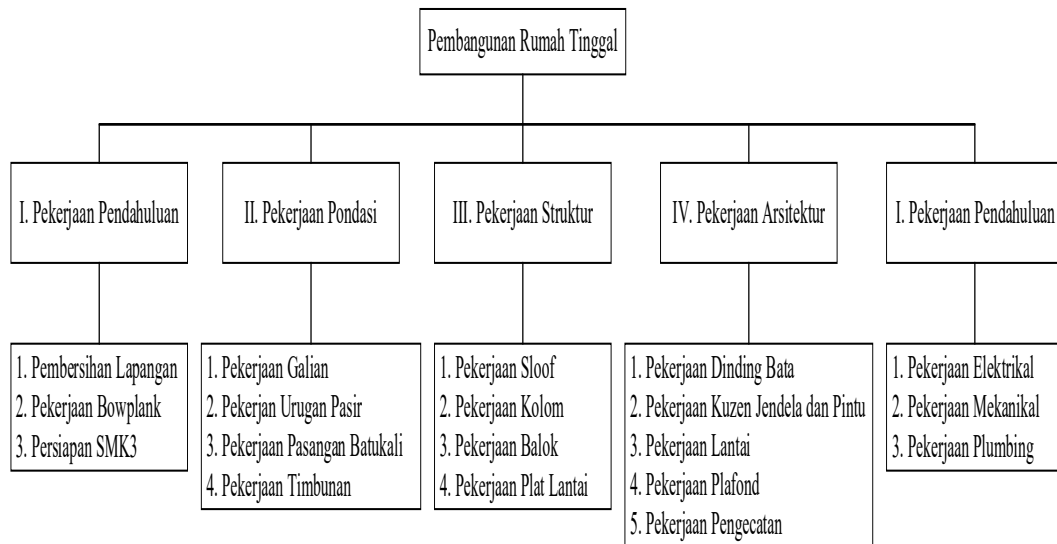 Pembangunan Rumah Tinggal
I. Pekerjaan Pendahuluan
II. Pekerjaan Pondasi
III. Pekerjaan Struktur
IV. Pekerjaan Arsitektur
I. Pekerjaan Pendahuluan
1. Pembersihan Lapangan
2. Pekerjaan Bowplank
3. Persiapan SMK3
1. Pekerjaan Galian
2. Pekerjan Urugan Pasir
3. Pekerjaan Pasangan Batukali
4. Pekerjaan Timbunan
1. Pekerjaan Sloof
2. Pekerjaan Kolom
3. Pekerjaan Balok
4. Pekerjaan Plat Lantai
1. Pekerjaan Dinding Bata
2. Pekerjaan Kuzen Jendela dan Pintu
3. Pekerjaan Lantai
4. Pekerjaan Plafond
5. Pekerjaan Pengecatan
1. Pekerjaan Elektrikal
2. Pekerjaan Mekanikal
3. Pekerjaan Plumbing